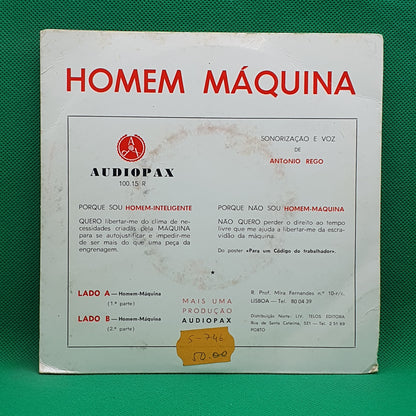 HOMEM MÁQUINA
AUDIOPAX
100.15 R
SONORIZAÇÃO E VOZ
DE
ANTóNIO REGO
PORQUE SOU HOMEM-INTELIGENTE
QUERO libertar-me do clima de ne-
cessidades criadas pela MÁQUINA
para se autojustificar e impedir-me
de ser mais do que uma peça da
engrenagem.
PORQUE NÃO SOU HOMEM-MAQUINA
NÃO QUERO perder o direito ao tempo
livre que me ajuda a libertar-me da escra-
vidão da máquina.
Do poster «Para um Código do trabalhador».
LADO A — Homem-Máquina
(1.ª parte)
LADO B — Homem-Máquina
(2.ª parte)
MAIS UMA
PRODUÇÃO
AUDIOPAX
R. Prof. Mira Fernandes n.º 10-r/c.
LISBOA — Tel. 80 04 39
Distribuição Norte: LIV. TELOS EDITORA
Rua de Santa Catarina, 521 — Tel. 2 51 69
PORTO
S-746
50.00